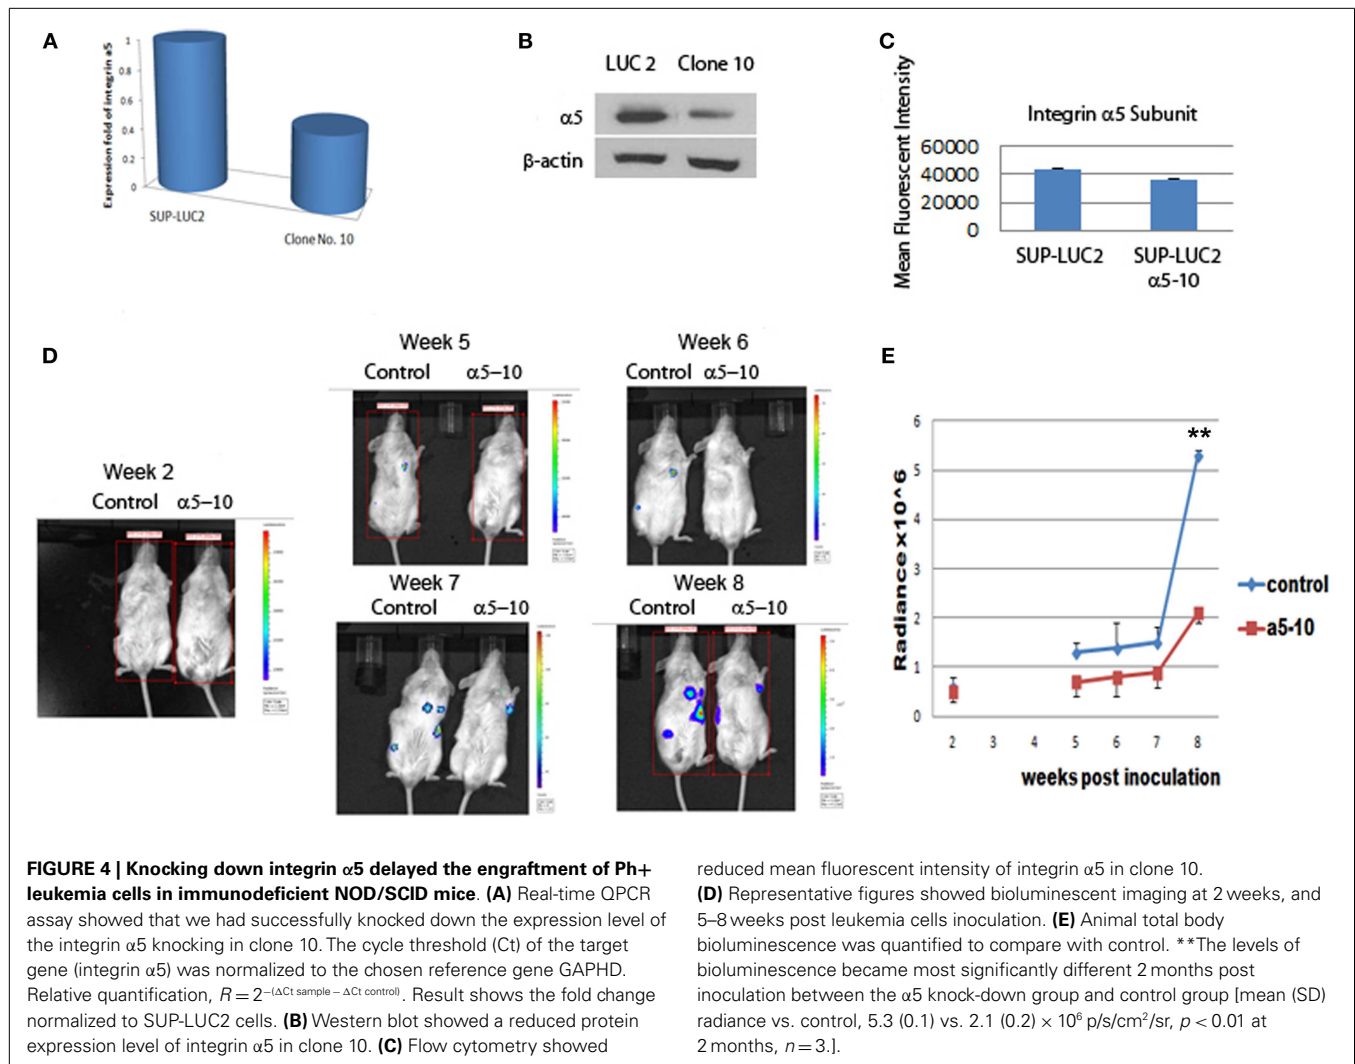 A
Expression fold of integrin a5
1
0.8
0.6
0.4
0.2
0
SUP-LUC2
Clone No. 10
B
LUC 2 Clone 10
α5
β-actin
C
Mean Fluorescent Intensity
Integrin α5 Subunit
60000
40000
20000
0
SUP-LUC2
SUP-LUC2
α5-10
D
Week 2
Control α5–10
Week 5
Control α5–10
Week 6
Control α5–10
Week 7
Control α5–10
Week 8
Control α5–10
E
Radiance x10^6
6
5
4
3
2
1
0
**
2 3 4 5 6 7 8
weeks post inoculation
control
a5-10
FIGURE 4 | Knocking down integrin α5 delayed the engraftment of Ph+
leukemia cells in immunodeficient NOD/SCID mice. (A) Real-time QPCR
assay showed that we had successfully knocked down the expression level of
the integrin α5 knocking in clone 10. The cycle threshold (Ct) of the target
gene (integrin α5) was normalized to the chosen reference gene GAPHD.
Relative quantification, R = 2−(ΔCt sample − ΔCt control). Result shows the fold change
normalized to SUP-LUC2 cells. (B) Western blot showed a reduced protein
expression level of integrin α5 in clone 10. (C) Flow cytometry showed
reduced mean fluorescent intensity of integrin α5 in clone 10.
(D) Representative figures showed bioluminescent imaging at 2 weeks, and
5–8 weeks post leukemia cells inoculation. (E) Animal total body
bioluminescence was quantified to compare with control. **The levels of
bioluminescence became most significantly different 2 months post
inoculation between the α5 knock-down group and control group [mean (SD)
radiance vs. control, 5.3 (0.1) vs. 2.1 (0.2) × 10⁶ p/s/cm²/sr, p < 0.01 at
2 months, n = 3.].